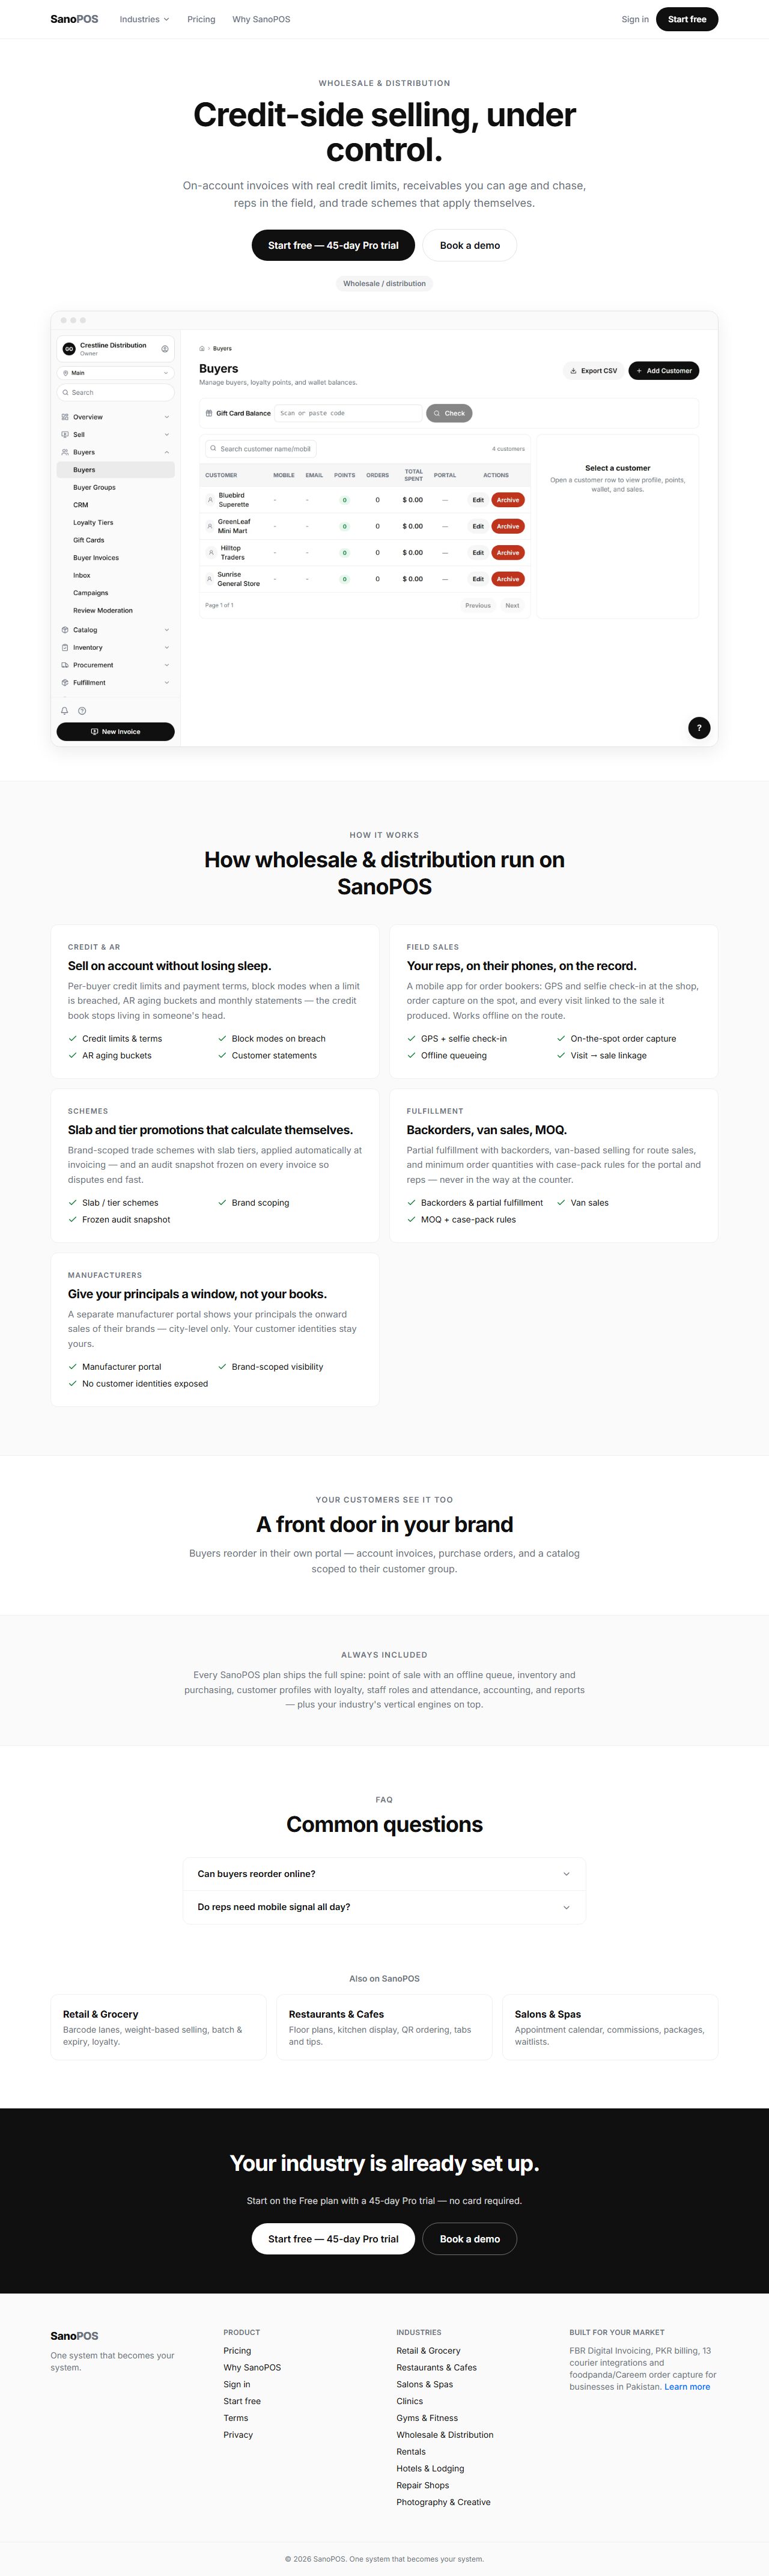 SanoPOS
Industries
Pricing
Why SanoPOS
Sign in
Start free
WHOLESALE & DISTRIBUTION
Credit-side selling, under
control.
On-account invoices with real credit limits, receivables you can age and chase,
reps in the field, and trade schemes that apply themselves.
Start free — 45-day Pro trial
Book a demo
Wholesale / distribution
GO
Crestline Distribution
Owner
Main
Search
Overview
Sell
Buyers
Buyers
Buyer Groups
CRM
Loyalty Tiers
Gift Cards
Buyer Invoices
Inbox
Campaigns
Review Moderation
Catalog
Inventory
Procurement
Fulfillment
New Invoice
Buyers
Buyers
Buyers, loyalty points, and wallet balances.
Export CSV
+ Add Customer
Gift Card Balance
Scan or paste code
Check
Search customer name/mobil
4 customers
CUSTOMER MOBILE EMAIL POINTS ORDERS TOTAL SPENT PORTAL ACTIONS
Bluebird Superette - - 0 0 $ 0.00 — Edit Archive
GreenLeaf Mini Mart - - 0 0 $ 0.00 — Edit Archive
Hilltop Traders - - 0 0 $ 0.00 — Edit Archive
Sunrise General Store - - 0 0 $ 0.00 — Edit Archive
Page 1 of 1
Previous
Next
Select a customer
Open a customer row to view profile, points,
wallet, and sales.
?
HOW IT WORKS
How wholesale & distribution run on
SanoPOS
CREDIT & AR
Sell on account without losing sleep.
Per-buyer credit limits and payment terms, block modes when a limit
is breached, AR aging buckets and monthly statements — the credit
book stops living in someone's head.
Credit limits & terms
Block modes on breach
AR aging buckets
Customer statements
FIELD SALES
Your reps, on their phones, on the record.
A mobile app for order bookers: GPS and selfie check-in at the shop,
order capture on the spot, and every visit linked to the sale it
produced. Works offline on the route.
GPS + selfie check-in
On-the-spot order capture
Offline queueing
Visit → sale linkage
SCHEMES
Slab and tier promotions that calculate themselves.
Brand-scoped trade schemes with slab tiers, applied automatically at
invoicing — and an audit snapshot frozen on every invoice so
disputes end fast.
Slab / tier schemes
Brand scoping
Frozen audit snapshot
FULFILLMENT
Backorders, van sales, MOQ.
Partial fulfillment with backorders, van-based selling for route sales,
and minimum order quantities with case-pack rules for the portal and
reps — never in the way at the counter.
Backorders & partial fulfillment
Van sales
MOQ + case-pack rules
MANUFACTURERS
Give your principals a window, not your books.
A separate manufacturer portal shows your principals the onward
sales of their brands — city-level only. Your customer identities stay
yours.
Manufacturer portal
Brand-scoped visibility
No customer identities exposed
YOUR CUSTOMERS SEE IT TOO
A front door in your brand
Buyers reorder in their own portal — account invoices, purchase orders, and a catalog
scoped to their customer group.
ALWAYS INCLUDED
Every SanoPOS plan ships the full spine: point of sale with an offline queue, inventory and
purchasing, customer profiles with loyalty, staff roles and attendance, accounting, and reports
— plus your industry's vertical engines on top.
FAQ
Common questions
Can buyers reorder online?
Do reps need mobile signal all day?
Also on SanoPOS
Retail & Grocery
Barcode lanes, weight-based selling, batch &
expiry, loyalty.
Restaurants & Cafes
Floor plans, kitchen display, QR ordering, tabs
and tips.
Salons & Spas
Appointment calendar, commissions, packages,
waitlists.
Your industry is already set up.
Start on the Free plan with a 45-day Pro trial — no card required.
Start free — 45-day Pro trial
Book a demo
SanoPOS
One system that becomes your
system.
PRODUCT
Pricing
Why SanoPOS
Sign in
Start free
Terms
Privacy
INDUSTRIES
Retail & Grocery
Restaurants & Cafes
Salons & Spas
Clinics
Gyms & Fitness
Wholesale & Distribution
Rentals
Hotels & Lodging
Repair Shops
Photography & Creative
BUILT FOR YOUR MARKET
FBR Digital Invoicing, PKR billing, 13
courier integrations and
foodpanda/Careem order capture for
businesses in Pakistan. Learn more
© 2026 SanoPOS. One system that becomes your system.